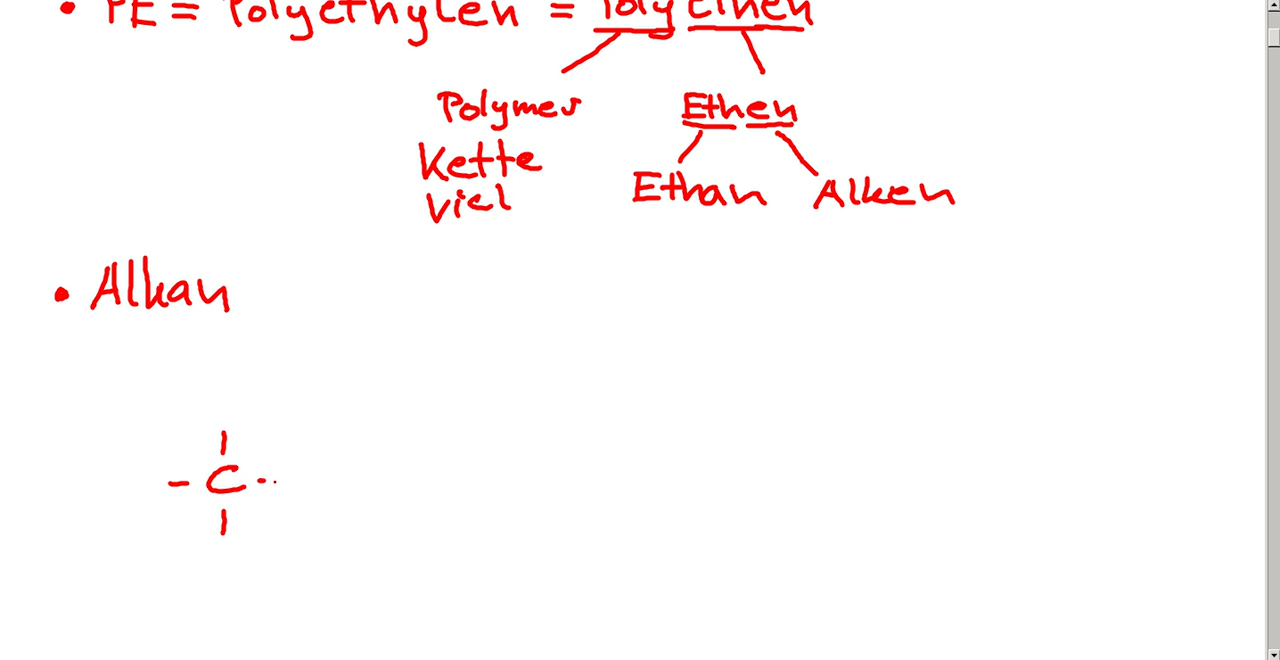 • PE = Polyethylen = PolyEthen
Polymer Ethen
Kette
viel Ethan Alken
• Alkan
- C -